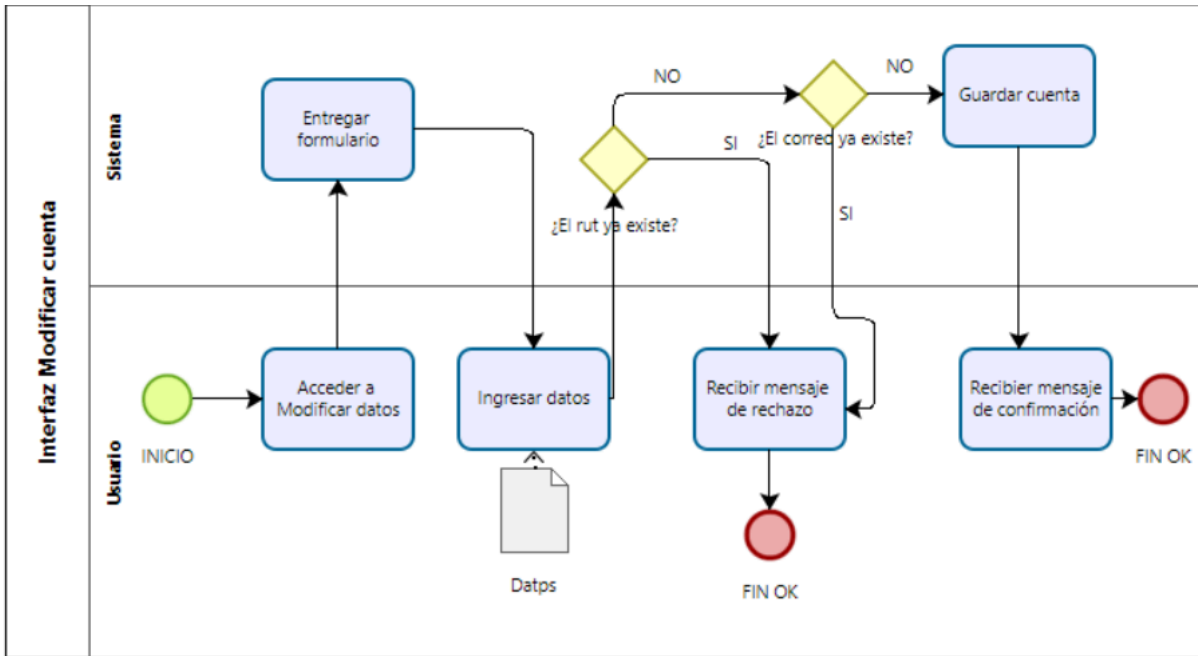 Interfaz Modificar cuenta
Sistema
Entregar
formulario
NO
NO
Guardar cuenta
¿El corred ya existe?
SI
SI
¿El rut ya existe?
Usuario
INICIO
Acceder a
Modificar datos
Ingresar datos
Datps
Recibir mensaje
de rechazo
FIN OK
Recibier mensaje
de confirmación
FIN OK